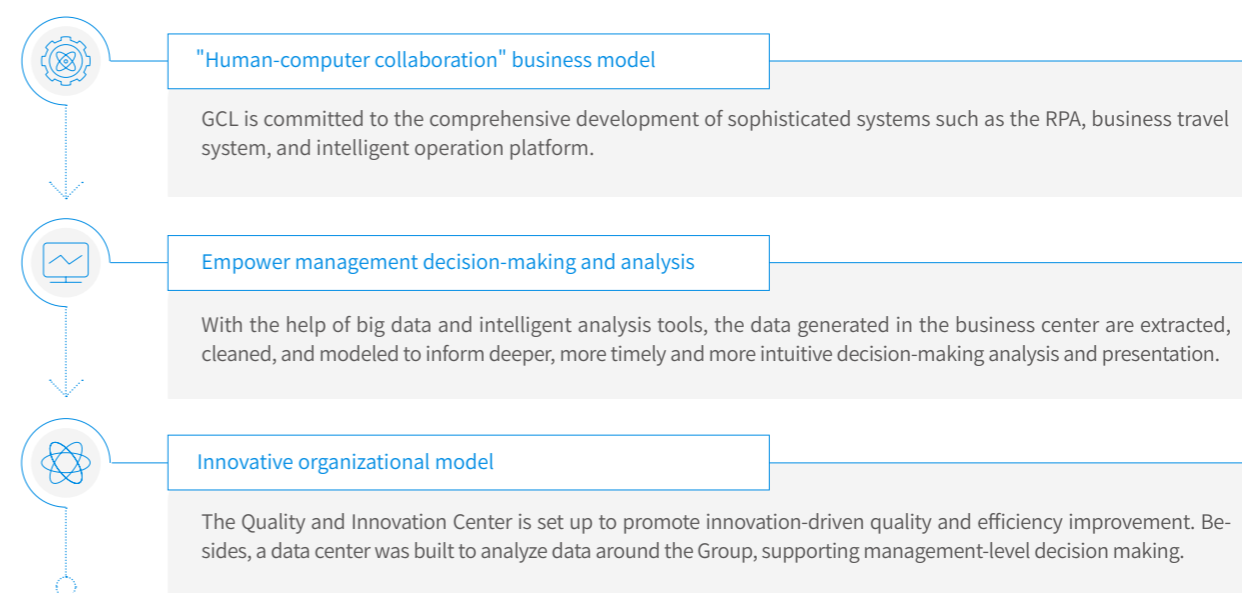 "Human-computer collaboration" business model
GCL is committed to the comprehensive development of sophisticated systems such as the RPA, business travel
system, and intelligent operation platform.
Empower management decision-making and analysis
With the help of big data and intelligent analysis tools, the data generated in the business center are extracted,
cleaned, and modeled to inform deeper, more timely and more intuitive decision-making analysis and presentation.
Innovative organizational model
The Quality and Innovation Center is set up to promote innovation-driven quality and efficiency improvement. Be-
sides, a data center was built to analyze data around the Group, supporting management-level decision making.